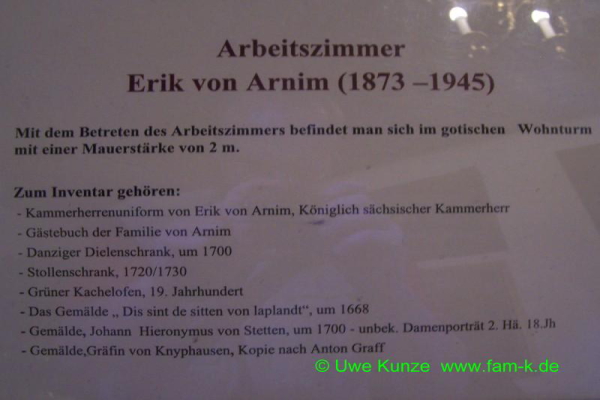 Arbeitszimmer
Erik von Arnim (1873 –1945)
Mit dem Betreten des Arbeitszimmers befindet man sich im gotischen Wohnturm
mit einer Mauerstärke von 2 m.
Zum Inventar gehören:
- Kammerherrenuniform von Erik von Arnim, Königlich sächsischer Kammerherr
- Gästebuch der Familie von Arnim
- Danziger Dielenschrank, um 1700
- Stollenschrank, 1720/1730
- Grüner Kachelofen, 19. Jahrhundert
- Das Gemälde „ Dis sint de sitten von laplandt“, um 1668
- Gemälde, Johann Hieronymus von Stetten, um 1700 - unbek. Damenporträt 2. Hä. 18.Jh
- Gemälde,Gräfin von Knyphausen, Kopie nach Anton Graff
© Uwe Kunze www.fam-k.de